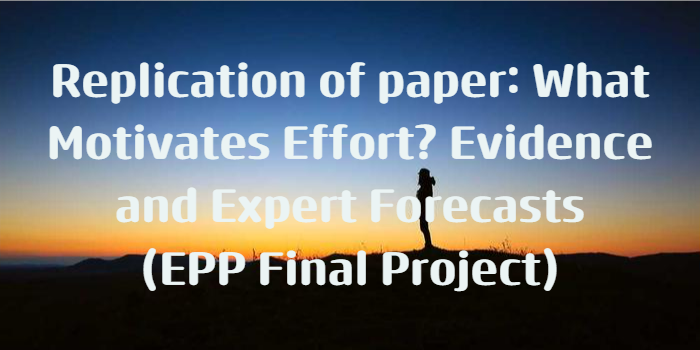 Replication of paper: What
Motivates Effort? Evidence
and Expert Forecasts
(EPP Final Project)